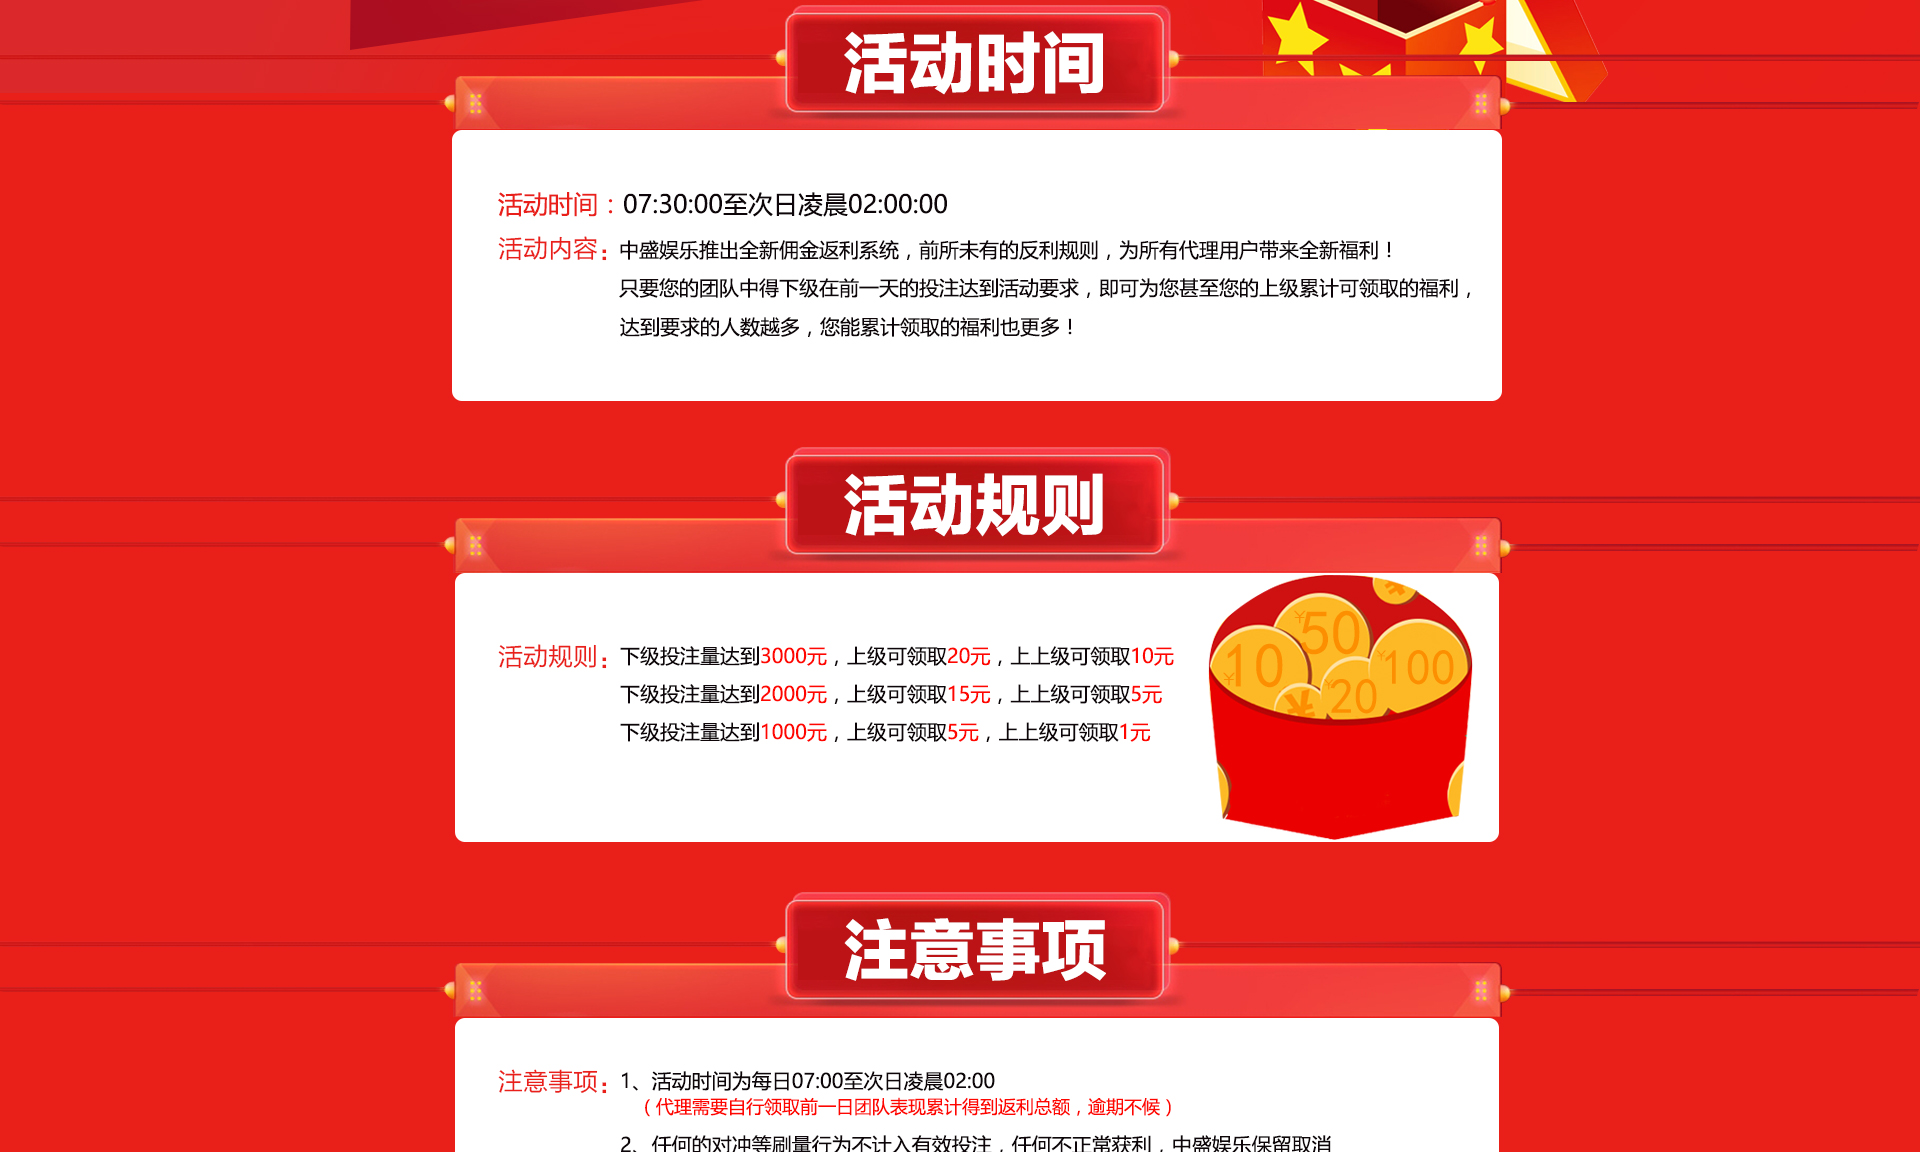 活动时间
活动时间：07:30:00至次日凌晨02:00:00
活动内容：中盛娱乐推出全新佣金返利系统，前所未有的反利规则，为所有代理用户带来全新福利！
只要您的团队中得下级在前一天的投注达到活动要求，即可为您甚至您的上级累计可领取的福利，
达到要求的人数越多，您能累计领取的福利也更多！
活动规则
活动规则：下级投注量达到3000元，上级可领取20元，上上级可领取10元
下级投注量达到2000元，上级可领取15元，上上级可领取5元
下级投注量达到1000元，上级可领取5元，上上级可领取1元
¥50
¥10
¥100
¥20
¥
¥
注意事项
注意事项：1、活动时间为每日07:00至次日凌晨02:00
（代理需要自行领取前一日团队表现累计得到返利总额，逾期不候）
2、任何的对冲等刷量行为不计入有效投注，任何不正常获利，中盛娱乐保留取消